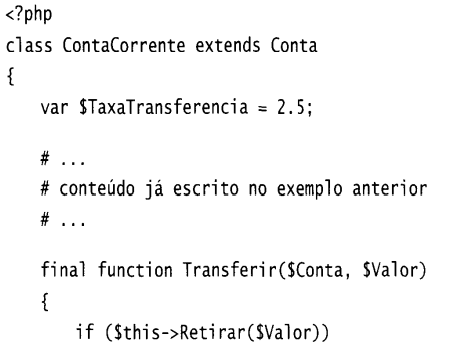 <?php
class ContaCorrente extends Conta
{
var $TaxaTransferencia = 2.5;
# ...
# conteúdo já escrito no exemplo anterior
# ...
final function Transferir($Conta, $Valor)
{
if ($this->Retirar($Valor))